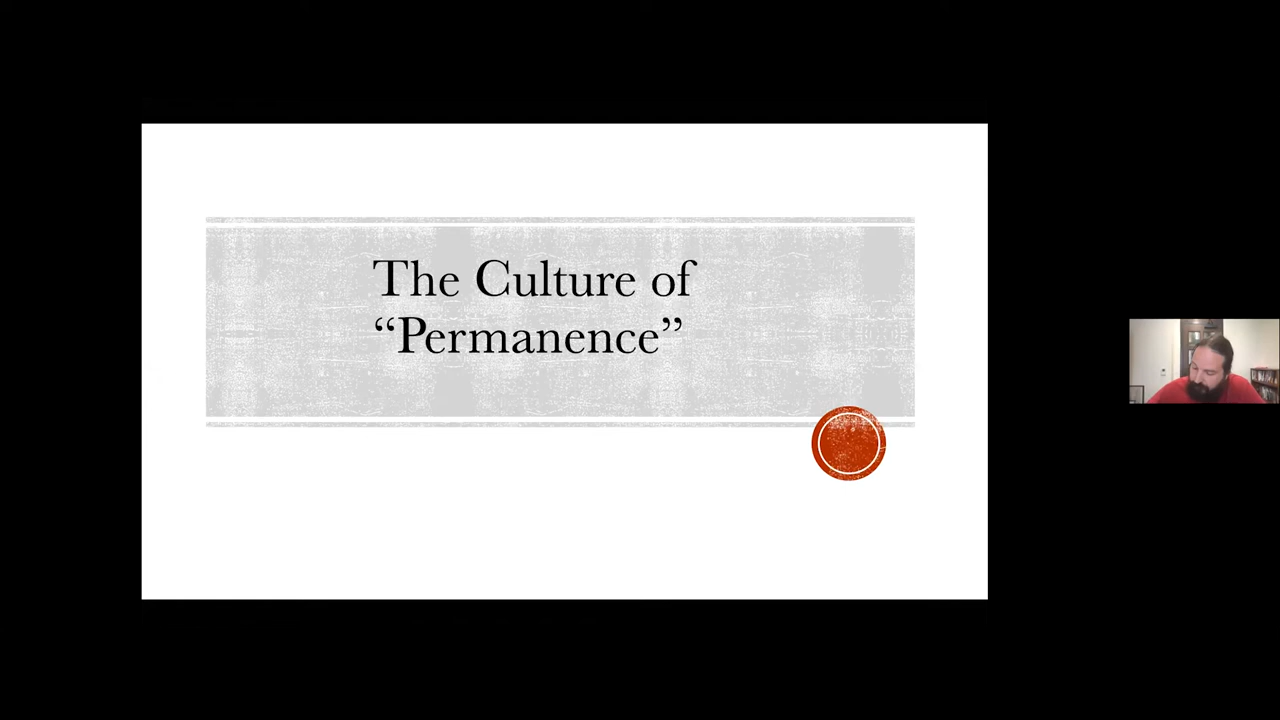 The Culture of
“Permanence”